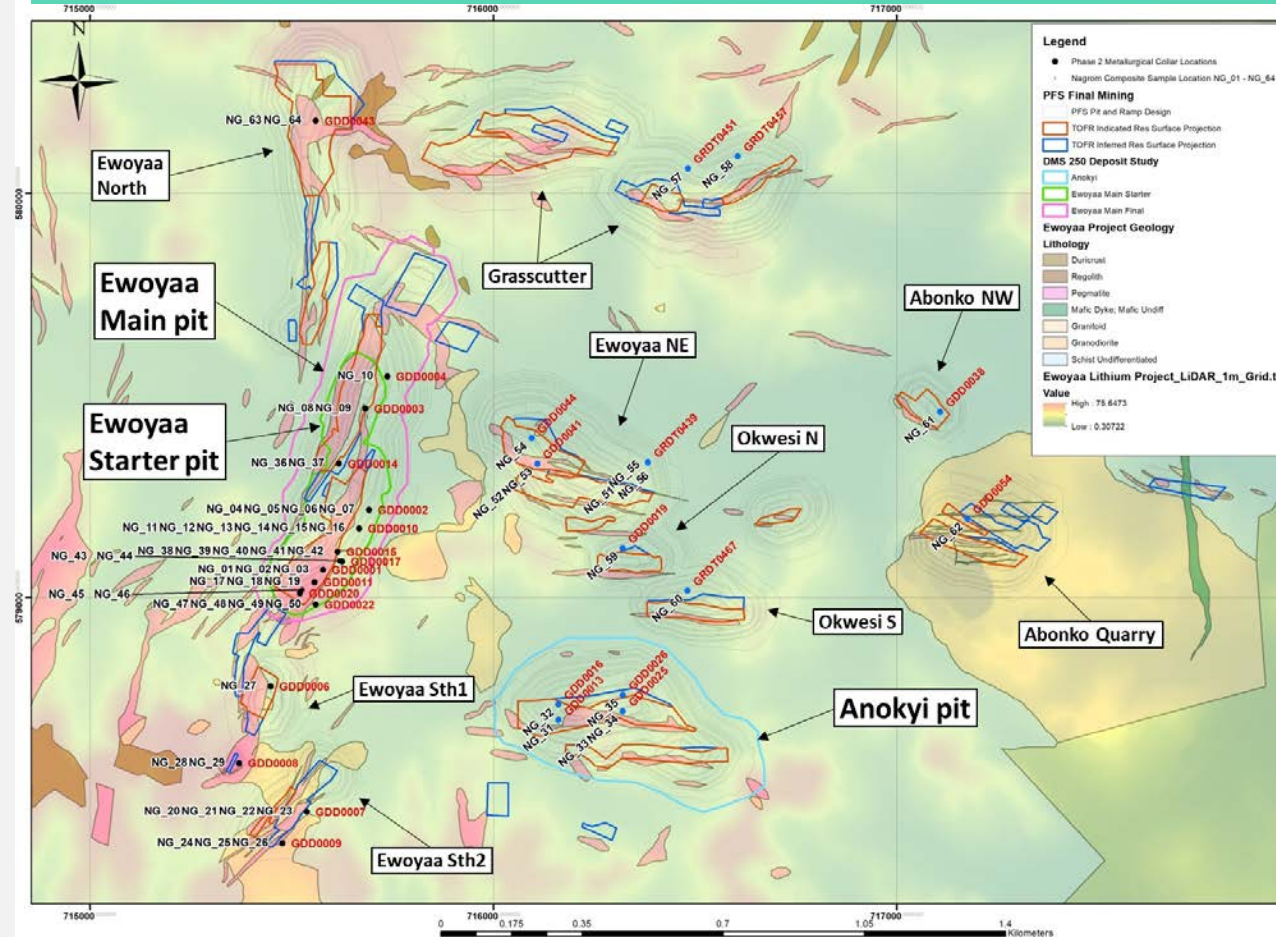 715000
716000
717000
N
580000
579000
NG_63 NG_64
GDD0043
Ewoyaa
North
NG_57
GRDT0451
NG_58
GRDT0457
Grasscutter
Ewoyaa
Main pit
Ewoyaa NE
Abonko NW
NG_10
GDD0004
NG_08 NG_09
GDD0003
Ewoyaa
Starter pit
NG_61
GDD0038
NG_54
GDD0044
GDD0041
GRDT0439
Okwesi N
NG_36 NG_37
GDD0014
NG_52 NG_53
NG_51 NG_55
NG_56
NG_04 NG_05 NG_06 NG_07
GDD0002
NG_11 NG_12 NG_13 NG_14 NG_15 NG_16
GDD0010
NG_62
GDD0054
NG_59
GDD0019
NG_43
NG_44
NG_38 NG_39 NG_40 NG_41 NG_42
GDD0015
GDD0017
NG_01 NG_02 NG_03
GDD0001
NG_17 NG_18 NG_19
GDD0011
NG_45
NG_46
GDD0020
NG_47 NG_48 NG_49 NG_50
GDD0022
NG_60
GRDT0467
Okwesi S
Abonko Quarry
NG_27
GDD0006
Ewoyaa Sth1
GDD0016
GDD0013
GDD0026
GDD0025
NG_32
NG_31
NG_35
NG_33 NG_34
Anokyi pit
NG_28 NG_29
GDD0008
NG_20 NG_21 NG_22 NG_23
GDD0007
NG_24 NG_25 NG_26
GDD0009
Ewoyaa Sth2
Legend
Phase 2 Metallurgical Collar Locations
Nagrom Composite Sample Location NG_01 - NG_64
PFS Final Mining
PFS Pit and Ramp Design
TOFR Indicated Res Surface Projection
TOFR Inferred Res Surface Projection
DMS 250 Deposit Study
Anokyi
Ewoyaa Main Starter
Ewoyaa Main Final
Ewoyaa Project Geology
Lithology
Duricrust
Regolith
Pegmatite
Mafic Dyke; Mafic Undiff
Granitoid
Granodiorite
Schist Undifferentiated
Ewoyaa Lithium Project_LiDAR_1m_Grid.t
Value
High : 75.6473
Low : 0.30722
715000
716000
717000
0 0.175 0.35 0.7 1.05 1.4
Kilometers